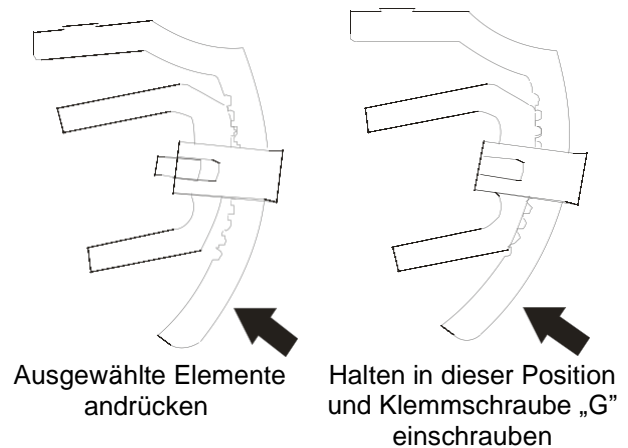 Ausgewählte Elemente
andrücken
Halten in dieser Position
und Klemmschraube „G”
einschrauben